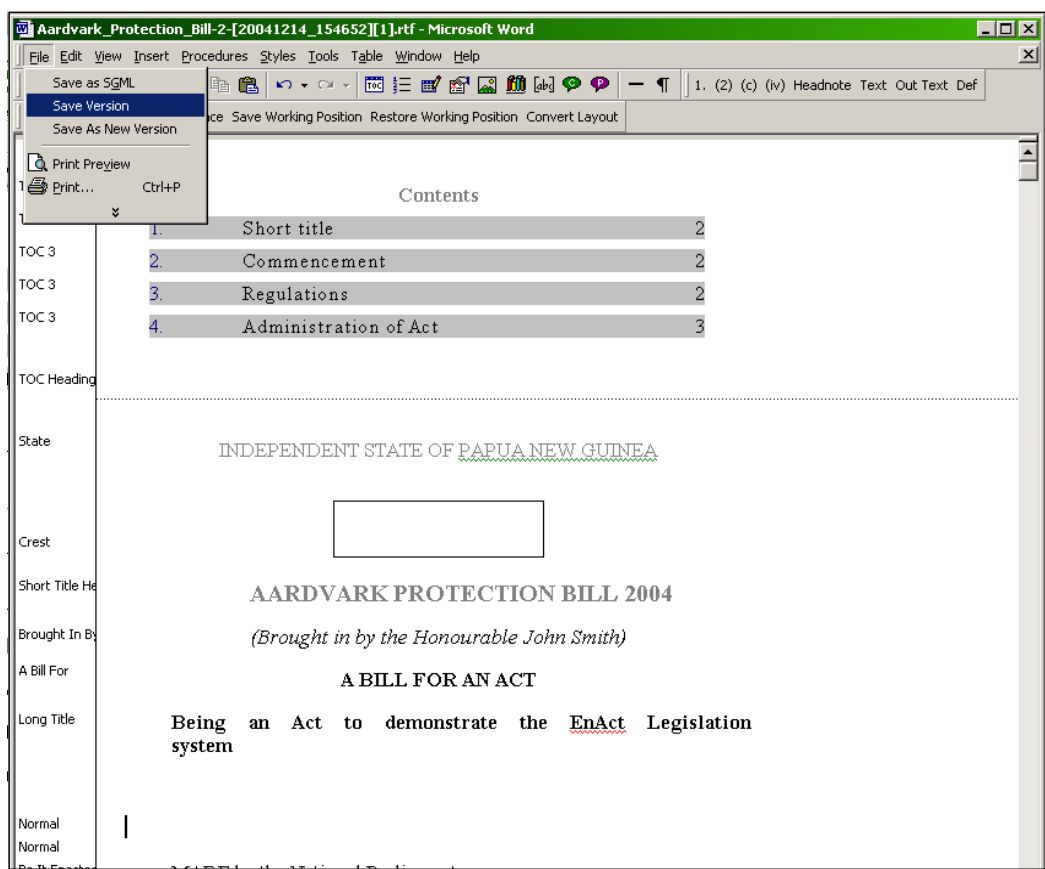 Aardvark_Protection_Bill-2-[20041214_154652][1].rtf - Microsoft Word
File Edit View Insert Procedures Styles Tools Table Window Help
Save as SGML
Save Version
Save As New Version
Print Preview
Print... Ctrl+P
TOC [ab] 1. (2) (c) (iv) Headnote Text Out Text Def
Save Working Position Restore Working Position Convert Layout
Contents
1. Short title 2
TOC 3 2. Commencement 2
TOC 3 3. Regulations 2
TOC 3 4. Administration of Act 3
TOC Heading
State INDEPENDENT STATE OF PAPUA NEW GUINEA
Crest
Short Title He AARDVARK PROTECTION BILL 2004
Brought In By (Brought in by the Honourable John Smith)
A Bill For A BILL FOR AN ACT
Long Title Being an Act to demonstrate the EnAct Legislation
system
Normal
Normal